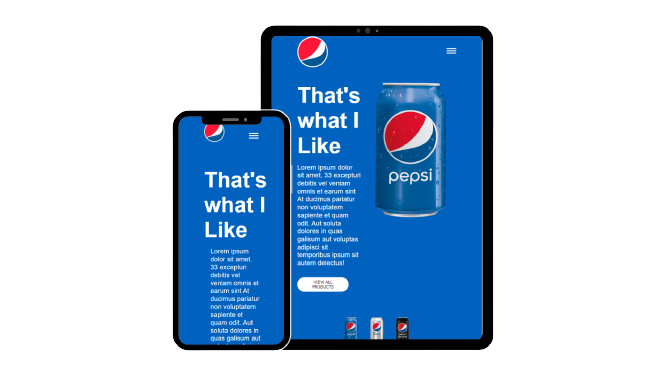 That's
what I
Like
Lorem ipsum dolor
sit amet. 33 excepturi
debitis vel veniam
omnis et earum sint
At ducimus pariatur
non voluptatem
sapiente et quam
odit. Aut soluta
dolores in quas
galisum aut voluptas
adipisci sit
temporibus ipsum sit
autem delectus!
VIEW ALL
PRODUCTS
pepsi
That's
what I
Like
Lorem ipsum
dolor sit amet.
33 excepturi
debitis vel
veniam omnis et
earum sint At
ducimus pariatur
non voluptatem
sapiente et
quam odit. Aut
soluta dolores in
quas galisum aut